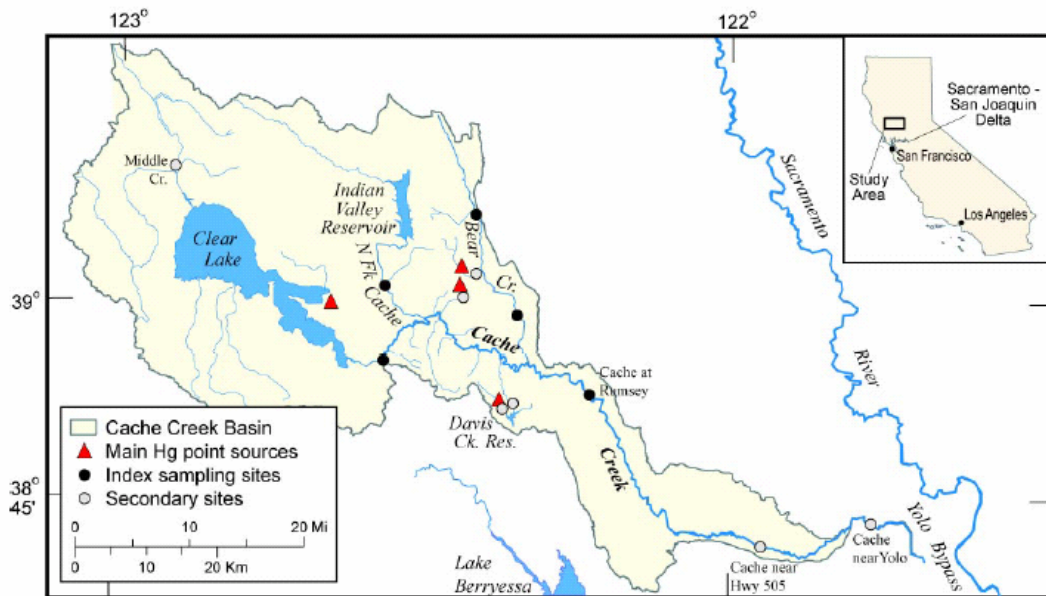 123°
122°
Sacramento -
San Joaquin
Delta
San Francisco
Study
Area
Los Angeles
Middle
Cr.
Indian
Valley
Reservoir
Clear
Lake
N Fk Cache
Bear
Cr.
Sacramento
River
39°
Cache
Cache at
Rumsey
Davis
Ck. Res.
Creek
Cache Creek Basin
Main Hg point sources
Index sampling sites
Secondary sites
0 10 20 Mi
0 10 20 Km
38°
45'
Yolo
Bypass
Cache
near Yolo
Cache near
Hwy 505
Lake
Berryessa